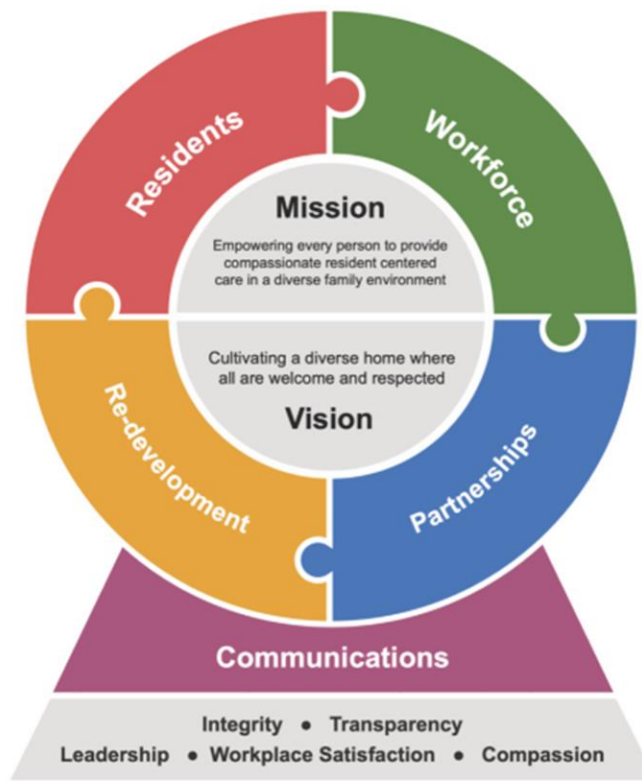 Residents
Workforce
Mission
Empowering every person to provide
compassionate resident centered
care in a diverse family environment
Cultivating a diverse home where
all are welcome and respected
Vision
Re-development
Partnerships
Communications
Integrity ● Transparency
Leadership ● Workplace Satisfaction ● Compassion